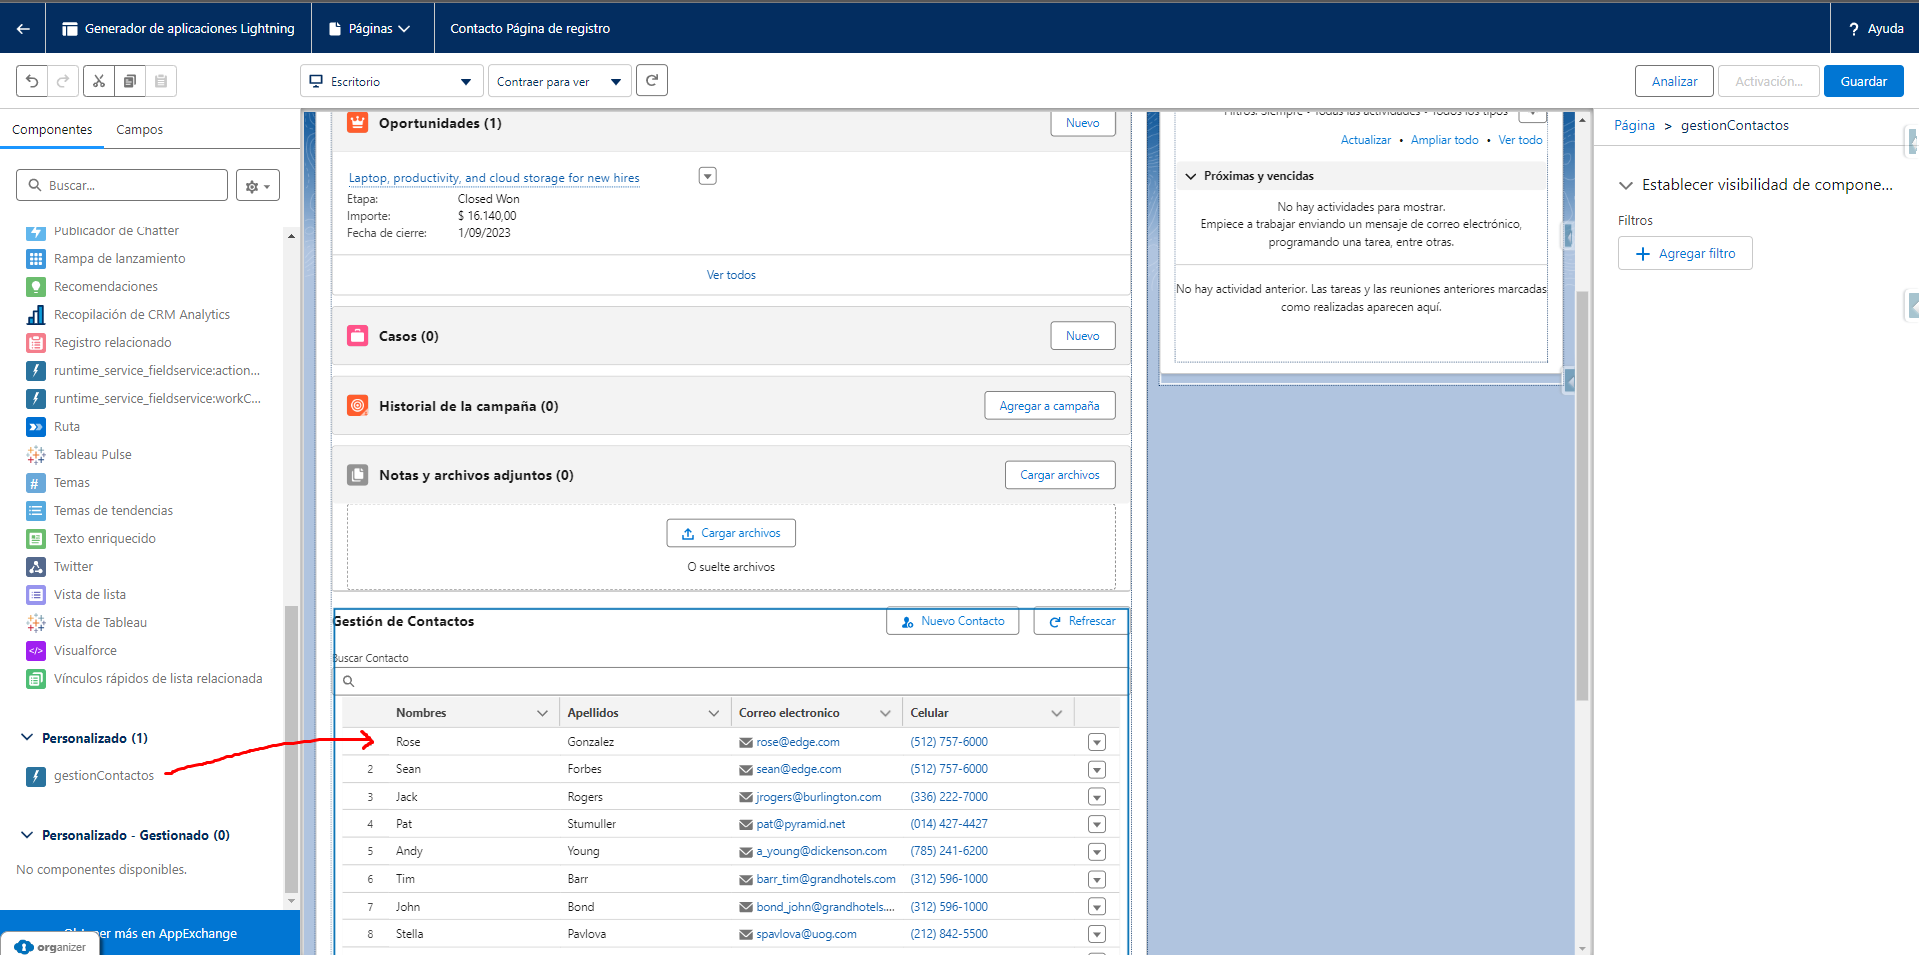 Generador de aplicaciones Lightning
Páginas
Contacto Página de registro
? Ayuda
Escritorio
Contraer para ver
Analizar
Activación...
Guardar
Componentes
Campos
Buscar...
Publicador de Chatter
Rampa de lanzamiento
Recomendaciones
Recopilación de CRM Analytics
Registro relacionado
runtime_service_fieldservice:action...
runtime_service_fieldservice:workC...
Ruta
Tableau Pulse
Temas
Temas de tendencias
Texto enriquecido
Twitter
Vista de lista
Vista de Tableau
Visualforce
Vínculos rápidos de lista relacionada
Personalizado (1)
gestionContactos
Personalizado - Gestionado (0)
No componentes disponibles.
más en AppExchange
organizer
Oportunidades (1)
Nuevo
Laptop, productivity, and cloud storage for new hires
Etapa: Closed Won
Importe: $ 16.140,00
Fecha de cierre: 1/09/2023
Ver todos
Casos (0)
Nuevo
Historial de la campaña (0)
Agregar a campaña
Notas y archivos adjuntos (0)
Cargar archivos
Cargar archivos
O suelte archivos
Gestión de Contactos
Nuevo Contacto
Refrescar
Buscar Contacto
Nombres Apellidos Correo electronico Celular
Rose Gonzalez rose@edge.com (512) 757-6000
2 Sean Forbes sean@edge.com (512) 757-6000
3 Jack Rogers jrogers@burlington.com (336) 222-7000
4 Pat Stumuller pat@pyramid.net (014) 427-4427
5 Andy Young a_young@dickenson.com (785) 241-6200
6 Tim Barr barr_tim@grandhotels.com (312) 596-1000
7 John Bond bond_john@grandhotels.... (312) 596-1000
8 Stella Pavlova spavlova@uog.com (212) 842-5500
Filtros: Siempre • Todas las actividades • Todos los tipos
Actualizar • Ampliar todo • Ver todo
Próximas y vencidas
No hay actividades para mostrar.
Empiece a trabajar enviando un mensaje de correo electrónico,
programando una tarea, entre otras.
No hay actividad anterior. Las tareas y las reuniones anteriores marcadas
como realizadas aparecen aquí.
Página > gestionContactos
Establecer visibilidad de compone...
Filtros
Agregar filtro